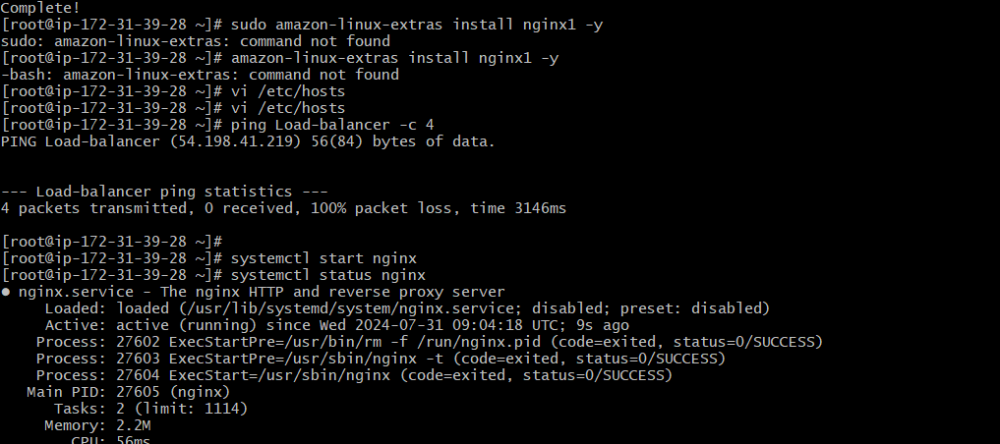 Complete!
[root@ip-172-31-39-28 ~]# sudo amazon-linux-extras install nginx1 -y
sudo: amazon-linux-extras: command not found
[root@ip-172-31-39-28 ~]# amazon-linux-extras install nginx1 -y
-bash: amazon-linux-extras: command not found
[root@ip-172-31-39-28 ~]# vi /etc/hosts
[root@ip-172-31-39-28 ~]# vi /etc/hosts
[root@ip-172-31-39-28 ~]# ping Load-balancer -c 4
PING Load-balancer (54.198.41.219) 56(84) bytes of data.
--- Load-balancer ping statistics ---
4 packets transmitted, 0 received, 100% packet loss, time 3146ms
[root@ip-172-31-39-28 ~]#
[root@ip-172-31-39-28 ~]# systemctl start nginx
[root@ip-172-31-39-28 ~]# systemctl status nginx
● nginx.service - The nginx HTTP and reverse proxy server
Loaded: loaded (/usr/lib/systemd/system/nginx.service; disabled; preset: disabled)
Active: active (running) since Wed 2024-07-31 09:04:18 UTC; 9s ago
Process: 27602 ExecStartPre=/usr/bin/rm -f /run/nginx.pid (code=exited, status=0/SUCCESS)
Process: 27603 ExecStartPre=/usr/sbin/nginx -t (code=exited, status=0/SUCCESS)
Process: 27604 ExecStart=/usr/sbin/nginx (code=exited, status=0/SUCCESS)
Main PID: 27605 (nginx)
Tasks: 2 (limit: 1114)
Memory: 2.2M
CPU: 56ms